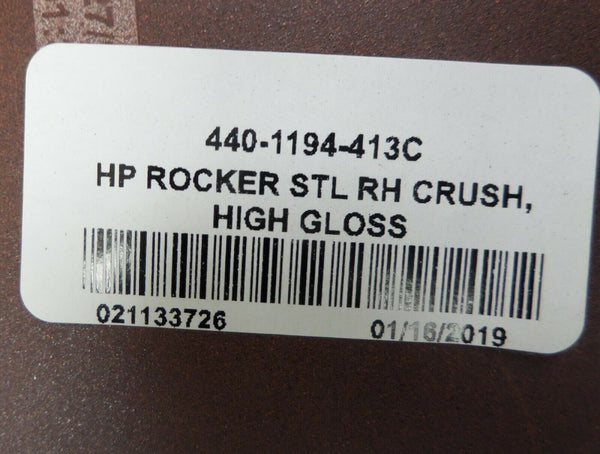 440-1194-413C
HP ROCKER STL RH CRUSH,
HIGH GLOSS
021133726 01/16/2019